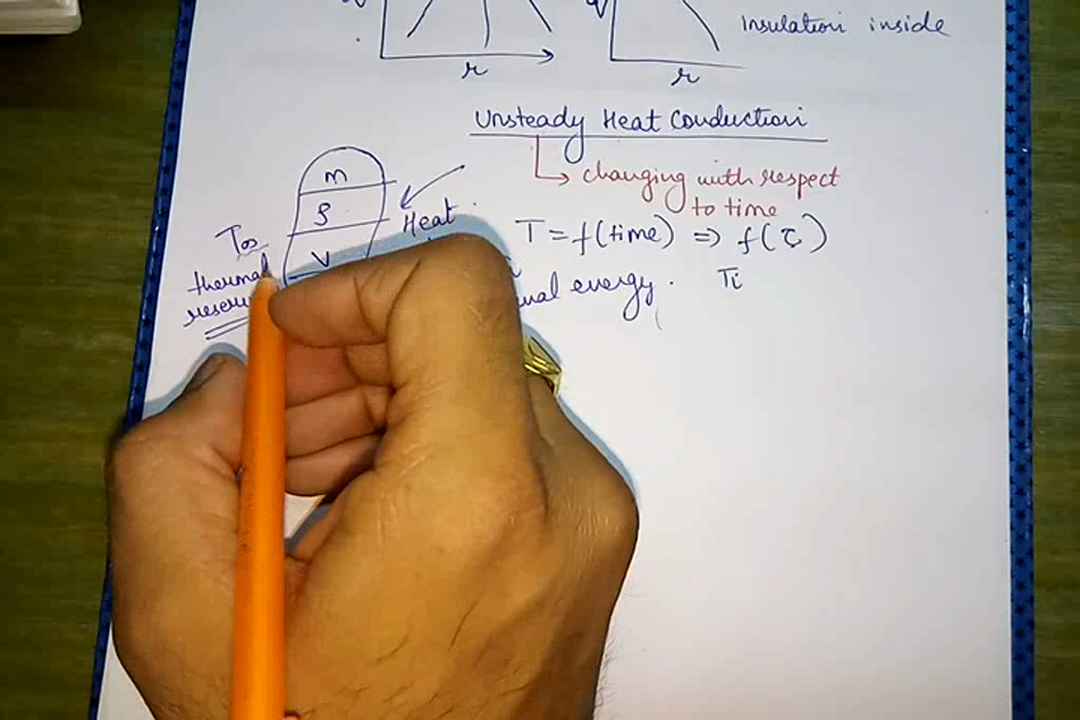 r
r
Insulation inside
Unsteady Heat Conduction
changing with respect
to time
m
ρ
V
Heat
T∞
thermal
T = f(time) ⇒ f(τ)
energy. Ti